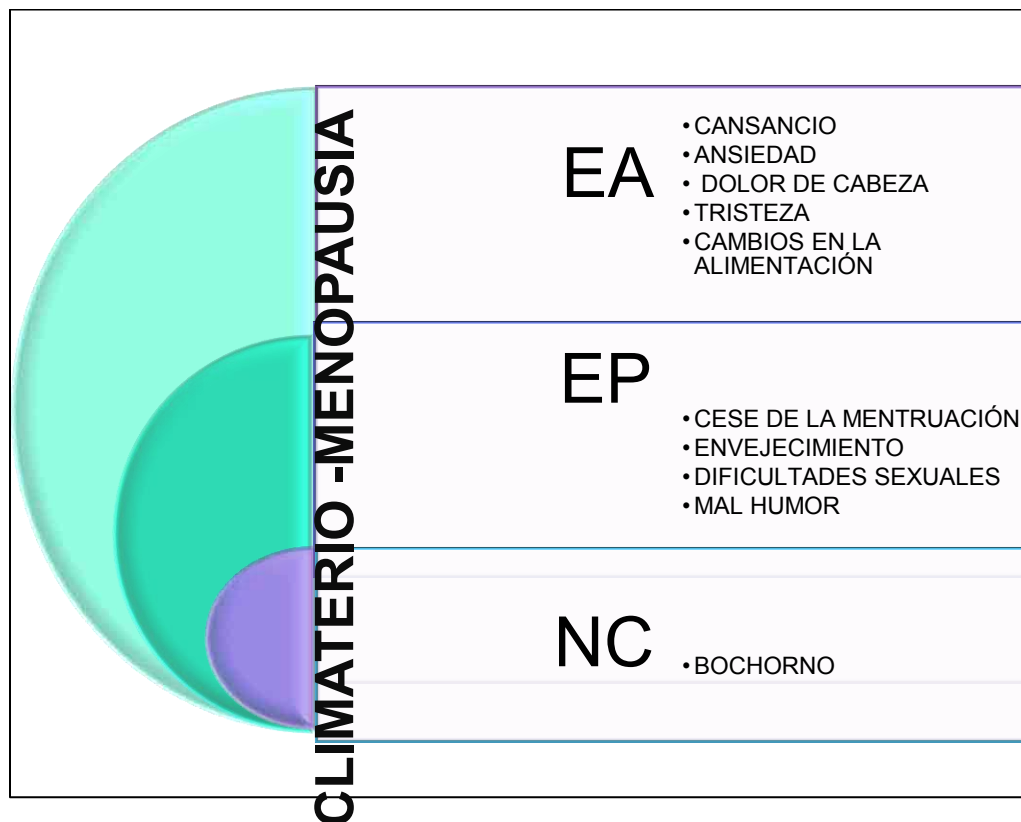 CLIMATERIO -MENOPAUSIA
EA
•CANSANCIO
•ANSIEDAD
• DOLOR DE CABEZA
•TRISTEZA
•CAMBIOS EN LA
ALIMENTACIÓN
EP
•CESE DE LA MENTRUACIÓN
•ENVEJECIMIENTO
•DIFICULTADES SEXUALES
•MAL HUMOR
NC
•BOCHORNO